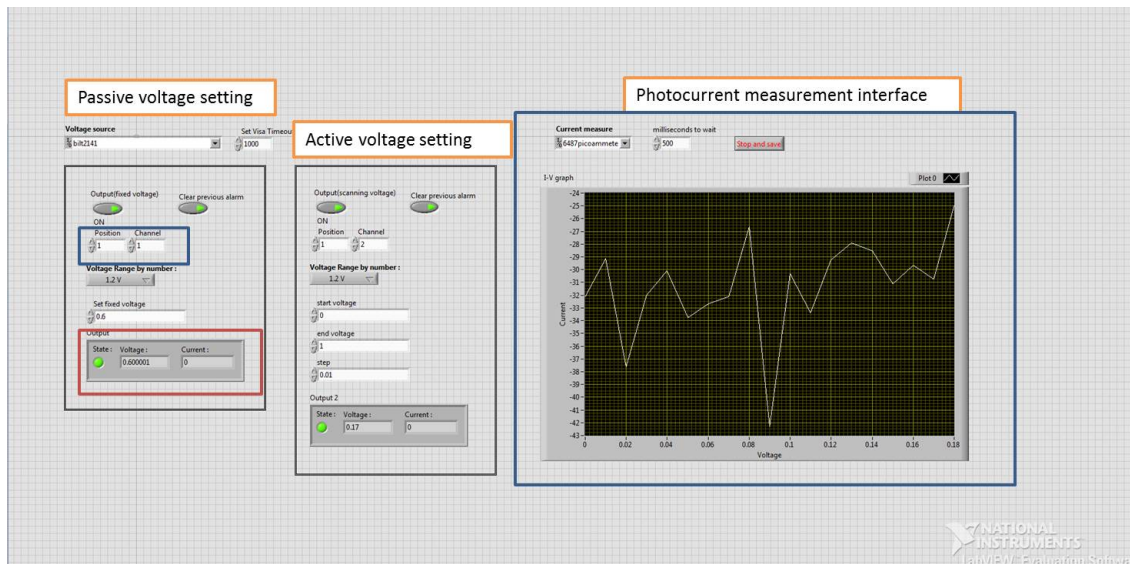 Passive voltage setting
Photocurrent measurement interface
Voltage source
Set Visa Timeou
bilt2141
1000
Active voltage setting
Current measure
milliseconds to wait
6487picoammete
500
Stop and save
Output(fixed voltage)
Clear previous alarm
ON
Position
Channel
1
1
Voltage Range by number :
1.2 V
Set fixed voltage
0.6
Output
State :
Voltage :
Current :
0.600001
0
Output(scanning voltage)
Clear previous alarm
ON
Position
Channel
1
2
Voltage Range by number :
1.2 V
start voltage
0
end voltage
1
step
0.01
Output 2
State :
Voltage :
Current :
0.17
0
I-V graph
Plot 0
-24
-25
-26
-27
-28
-29
-30
-31
-32
-33
-34
-35
-36
-37
-38
-39
-40
-41
-42
-43
Current
0
0.02
0.04
0.06
0.08
0.1
0.12
0.14
0.16
0.18
Voltage
NATIONAL
INSTRUMENTS
LabVIEW™ Evaluation Softwa